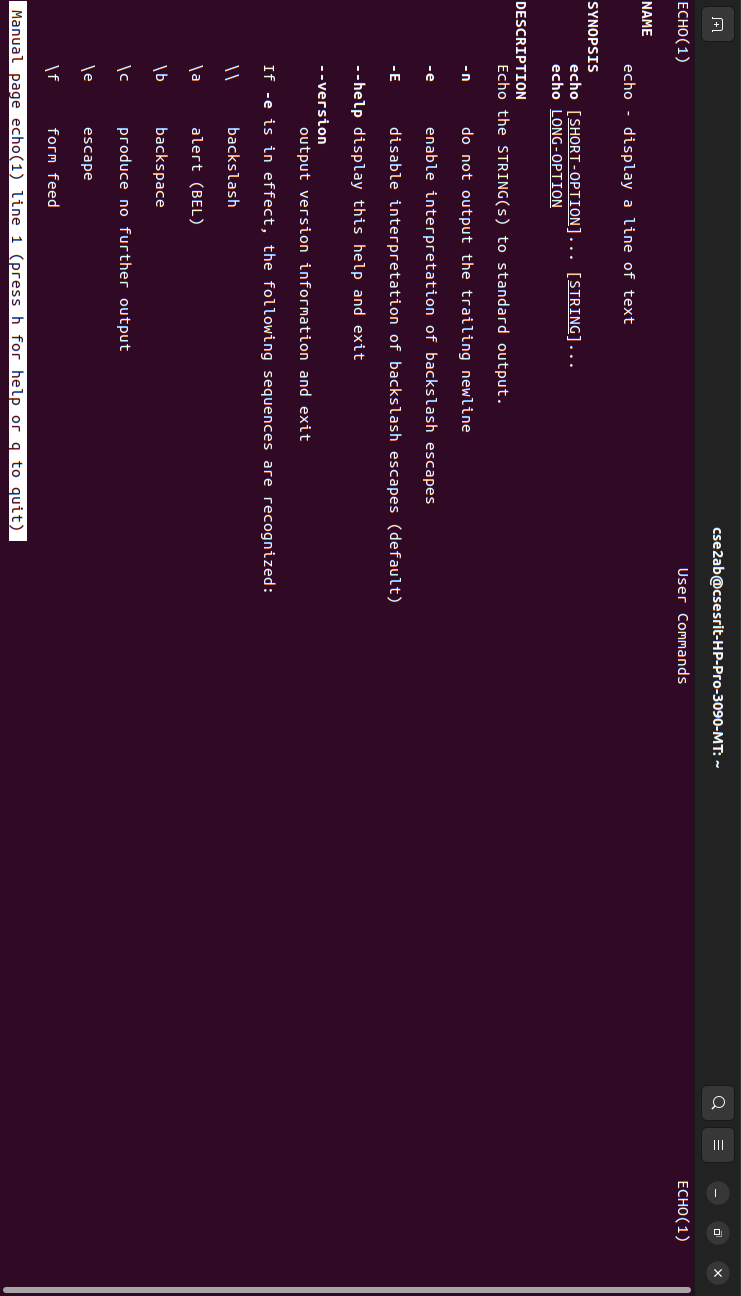 cse2ab@csesrit-HP-Pro-3090-MT: ~
ECHO(1) User Commands ECHO(1)
NAME
echo - display a line of text
SYNOPSIS
echo [SHORT-OPTION]... [STRING]...
echo LONG-OPTION
DESCRIPTION
Echo the STRING(s) to standard output.
-n do not output the trailing newline
-e enable interpretation of backslash escapes
-E disable interpretation of backslash escapes (default)
--help display this help and exit
--version
output version information and exit
If -e is in effect, the following sequences are recognized:
\\ backslash
\a alert (BEL)
\b backspace
\c produce no further output
\e escape
\f form feed
Manual page echo(1) line 1 (press h for help or q to quit)